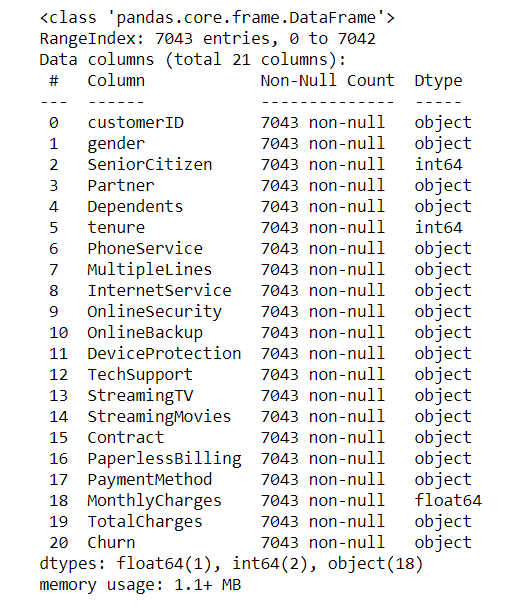 <class 'pandas.core.frame.DataFrame'>
RangeIndex: 7043 entries, 0 to 7042
Data columns (total 21 columns):
 #   Column            Non-Null Count  Dtype
---  ------            --------------  -----
 0   customerID        7043 non-null   object
 1   gender            7043 non-null   object
 2   SeniorCitizen     7043 non-null   int64
 3   Partner           7043 non-null   object
 4   Dependents        7043 non-null   object
 5   tenure            7043 non-null   int64
 6   PhoneService      7043 non-null   object
 7   MultipleLines     7043 non-null   object
 8   InternetService   7043 non-null   object
 9   OnlineSecurity    7043 non-null   object
 10  OnlineBackup      7043 non-null   object
 11  DeviceProtection  7043 non-null   object
 12  TechSupport       7043 non-null   object
 13  StreamingTV       7043 non-null   object
 14  StreamingMovies   7043 non-null   object
 15  Contract          7043 non-null   object
 16  PaperlessBilling  7043 non-null   object
 17  PaymentMethod     7043 non-null   object
 18  MonthlyCharges    7043 non-null   float64
 19  TotalCharges      7043 non-null   object
 20  Churn             7043 non-null   object
dtypes: float64(1), int64(2), object(18)
memory usage: 1.1+ MB